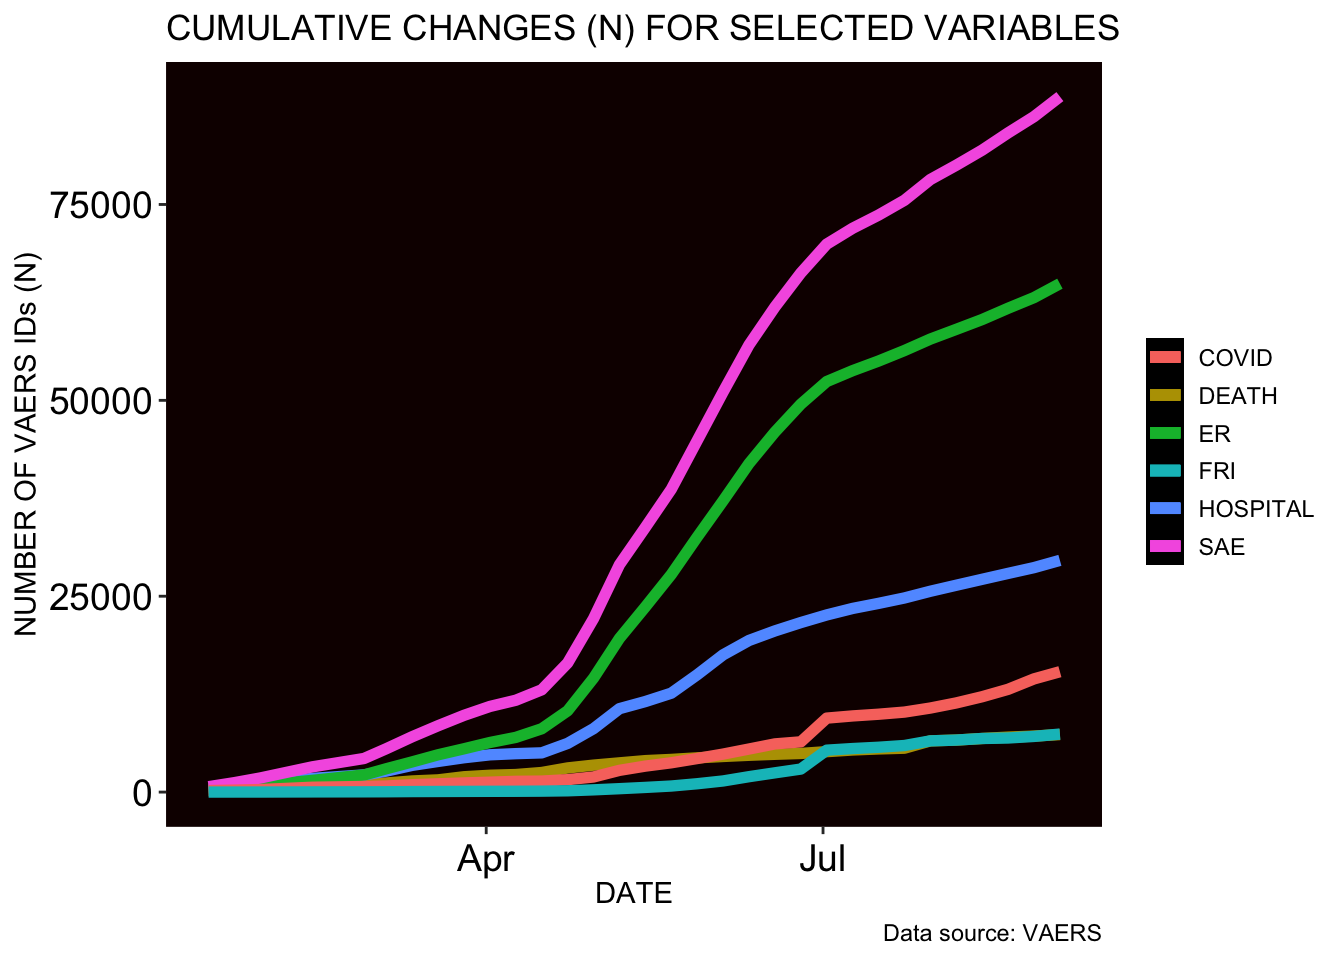 CUMULATIVE CHANGES (N) FOR SELECTED VARIABLES
NUMBER OF VAERS IDs (N)
75000
50000
25000
0
Apr
Jul
DATE
COVID
DEATH
ER
FRI
HOSPITAL
SAE
Data source: VAERS